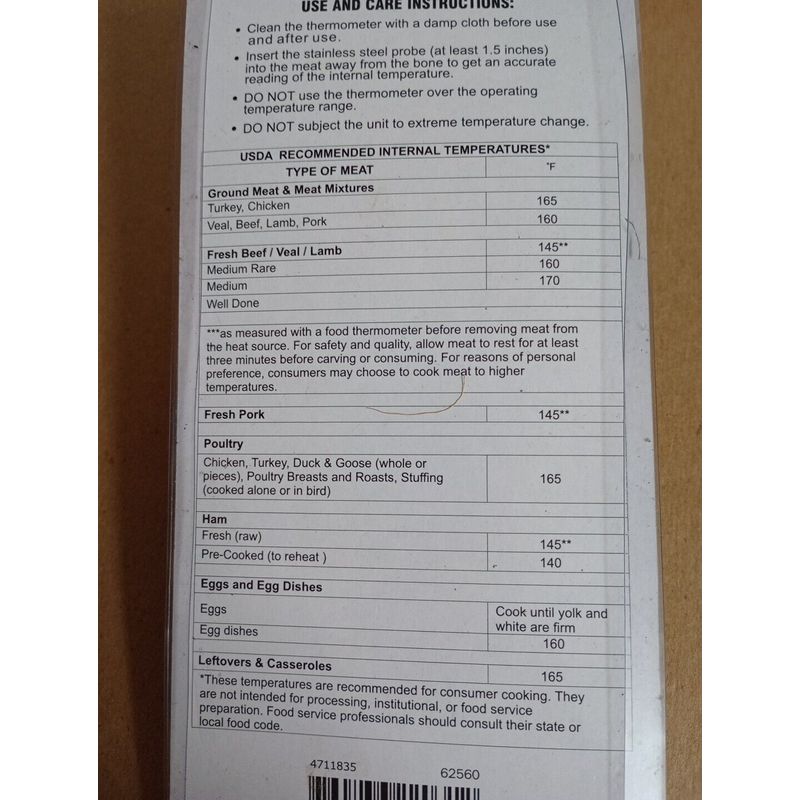 USE AND CARE INSTRUCTIONS:
• Clean the thermometer with a damp cloth before use
and after use.
• Insert the stainless steel probe (at least 1.5 inches)
into the meat away from the bone to get an accurate
reading of the internal temperature.
• DO NOT use the thermometer over the operating
temperature range.
• DO NOT subject the unit to extreme temperature change.
USDA RECOMMENDED INTERNAL TEMPERATURES*
TYPE OF MEAT °F
Ground Meat & Meat Mixtures
Turkey, Chicken 165
Veal, Beef, Lamb, Pork 160
Fresh Beef / Veal / Lamb 145**
Medium Rare 160
Medium 170
Well Done
***as measured with a food thermometer before removing meat from
the heat source. For safety and quality, allow meat to rest for at least
three minutes before carving or consuming. For reasons of personal
preference, consumers may choose to cook meat to higher
temperatures.
Fresh Pork 145**
Poultry
Chicken, Turkey, Duck & Goose (whole or
pieces), Poultry Breasts and Roasts, Stuffing
(cooked alone or in bird) 165
Ham
Fresh (raw) 145**
Pre-Cooked (to reheat ) 140
Eggs and Egg Dishes
Eggs Cook until yolk and
white are firm
Egg dishes 160
Leftovers & Casseroles 165
*These temperatures are recommended for consumer cooking. They
are not intended for processing, institutional, or food service
preparation. Food service professionals should consult their state or
local food code.
4711835 62560